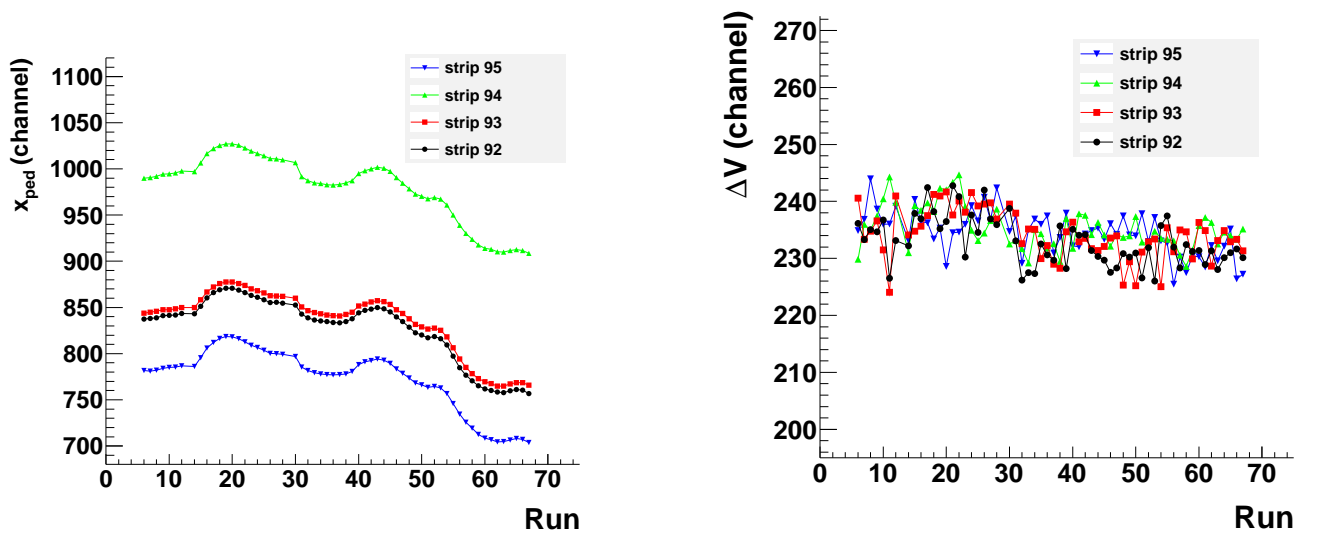 x_ped (channel)
1100
1050
1000
950
900
850
800
750
700
0 10 20 30 40 50 60 70
Run
strip 95
strip 94
strip 93
strip 92
ΔV (channel)
270
260
250
240
230
220
210
200
0 10 20 30 40 50 60 70
Run
strip 95
strip 94
strip 93
strip 92